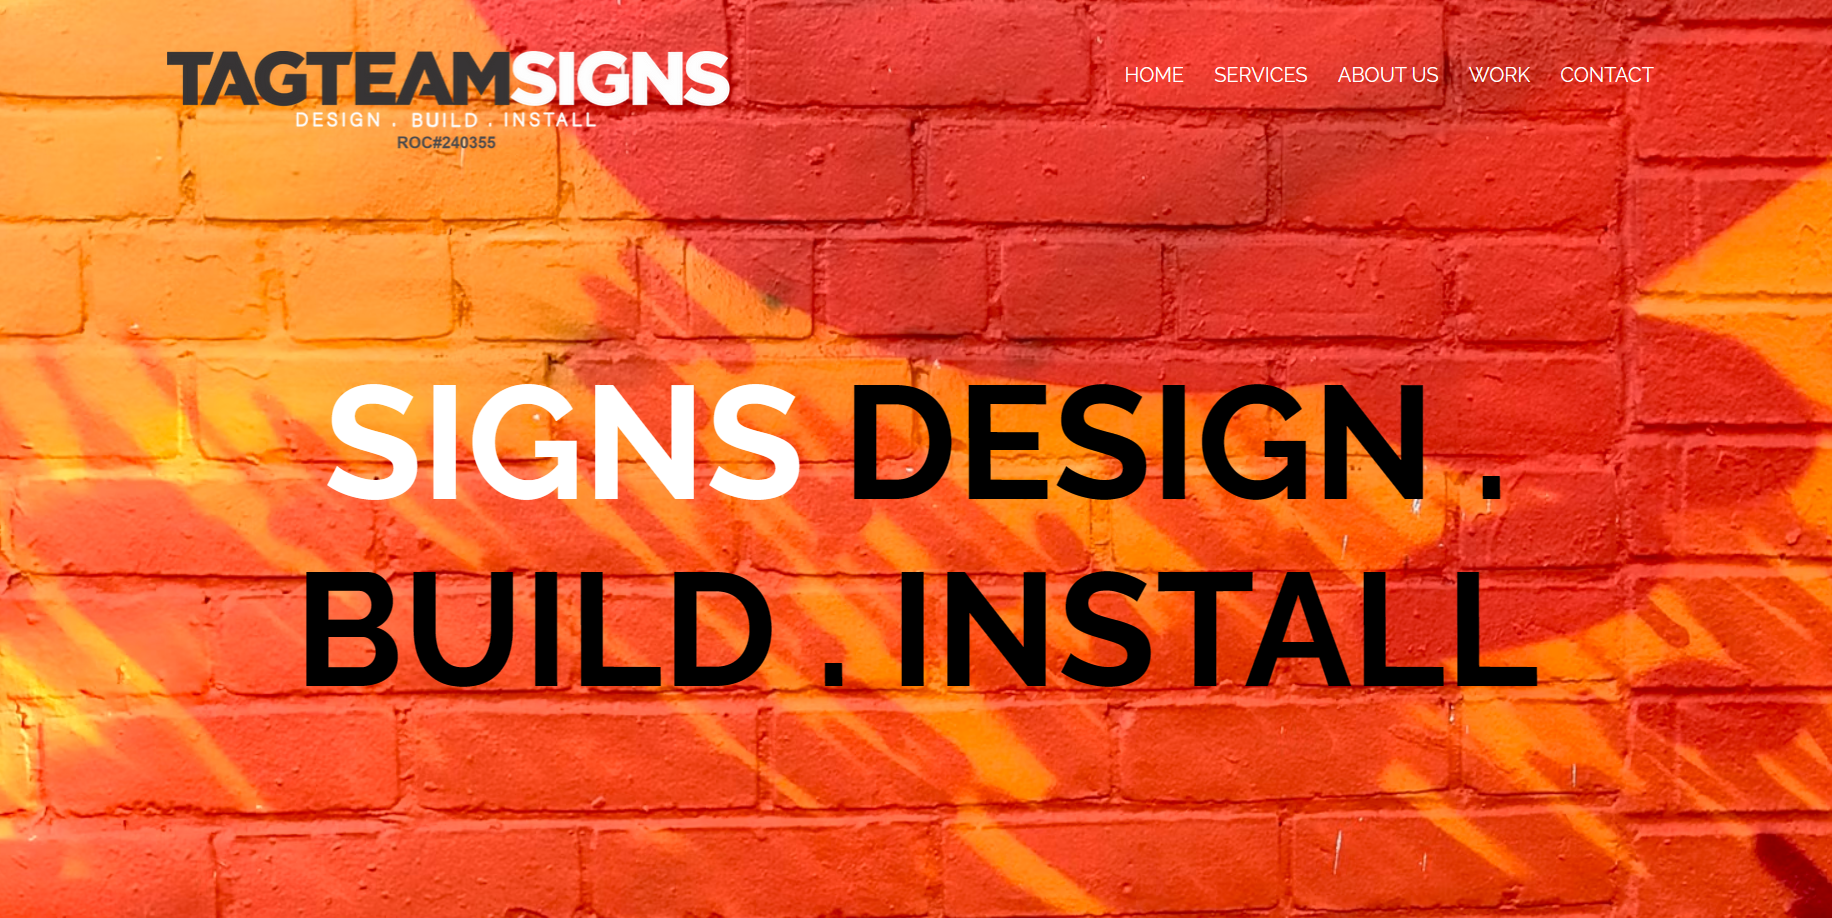 TAGTEAMSIGNS
DESIGN . BUILD . INSTALL
ROC#240355
HOME SERVICES ABOUT US WORK CONTACT
SIGNS DESIGN .
BUILD . INSTALL